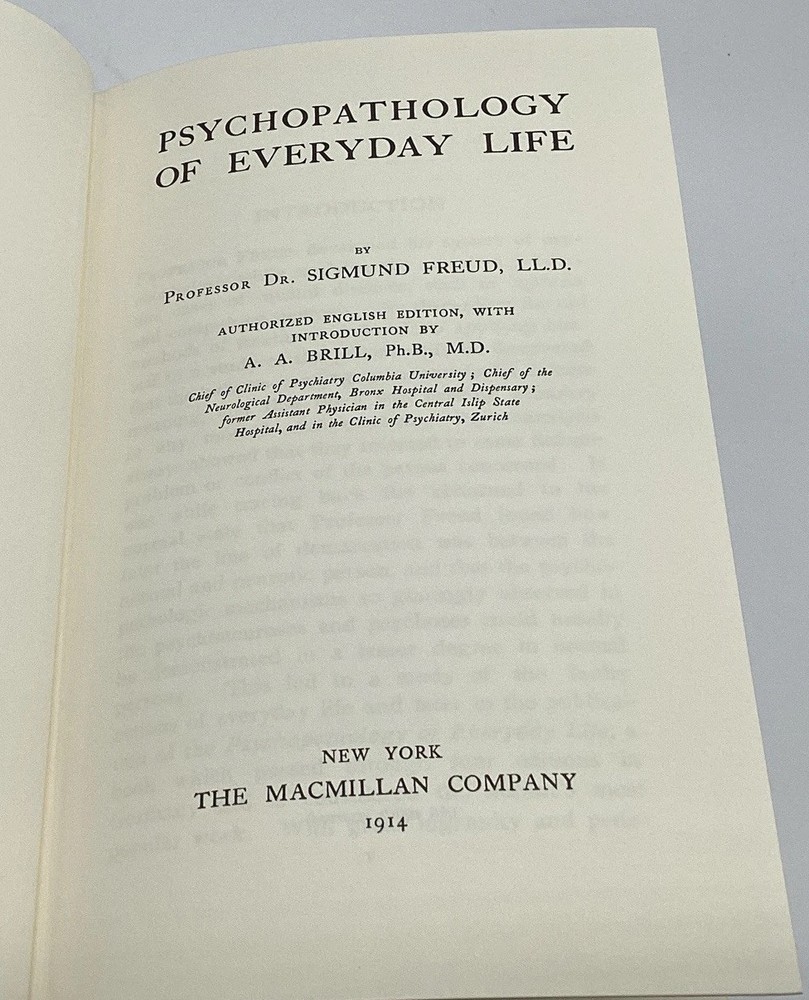 PSYCHOPATHOLOGY
OF EVERYDAY LIFE
BY
PROFESSOR DR. SIGMUND FREUD, LL.D.
AUTHORIZED ENGLISH EDITION, WITH
INTRODUCTION BY
A. A. BRILL, Ph.B., M.D.
Chief of Clinic of Psychiatry Columbia University; Chief of the
Neurological Department, Bronx Hospital and Dispensary;
former Assistant Physician in the Central Islip State
Hospital, and in the Clinic of Psychiatry, Zurich
NEW YORK
THE MACMILLAN COMPANY
1914